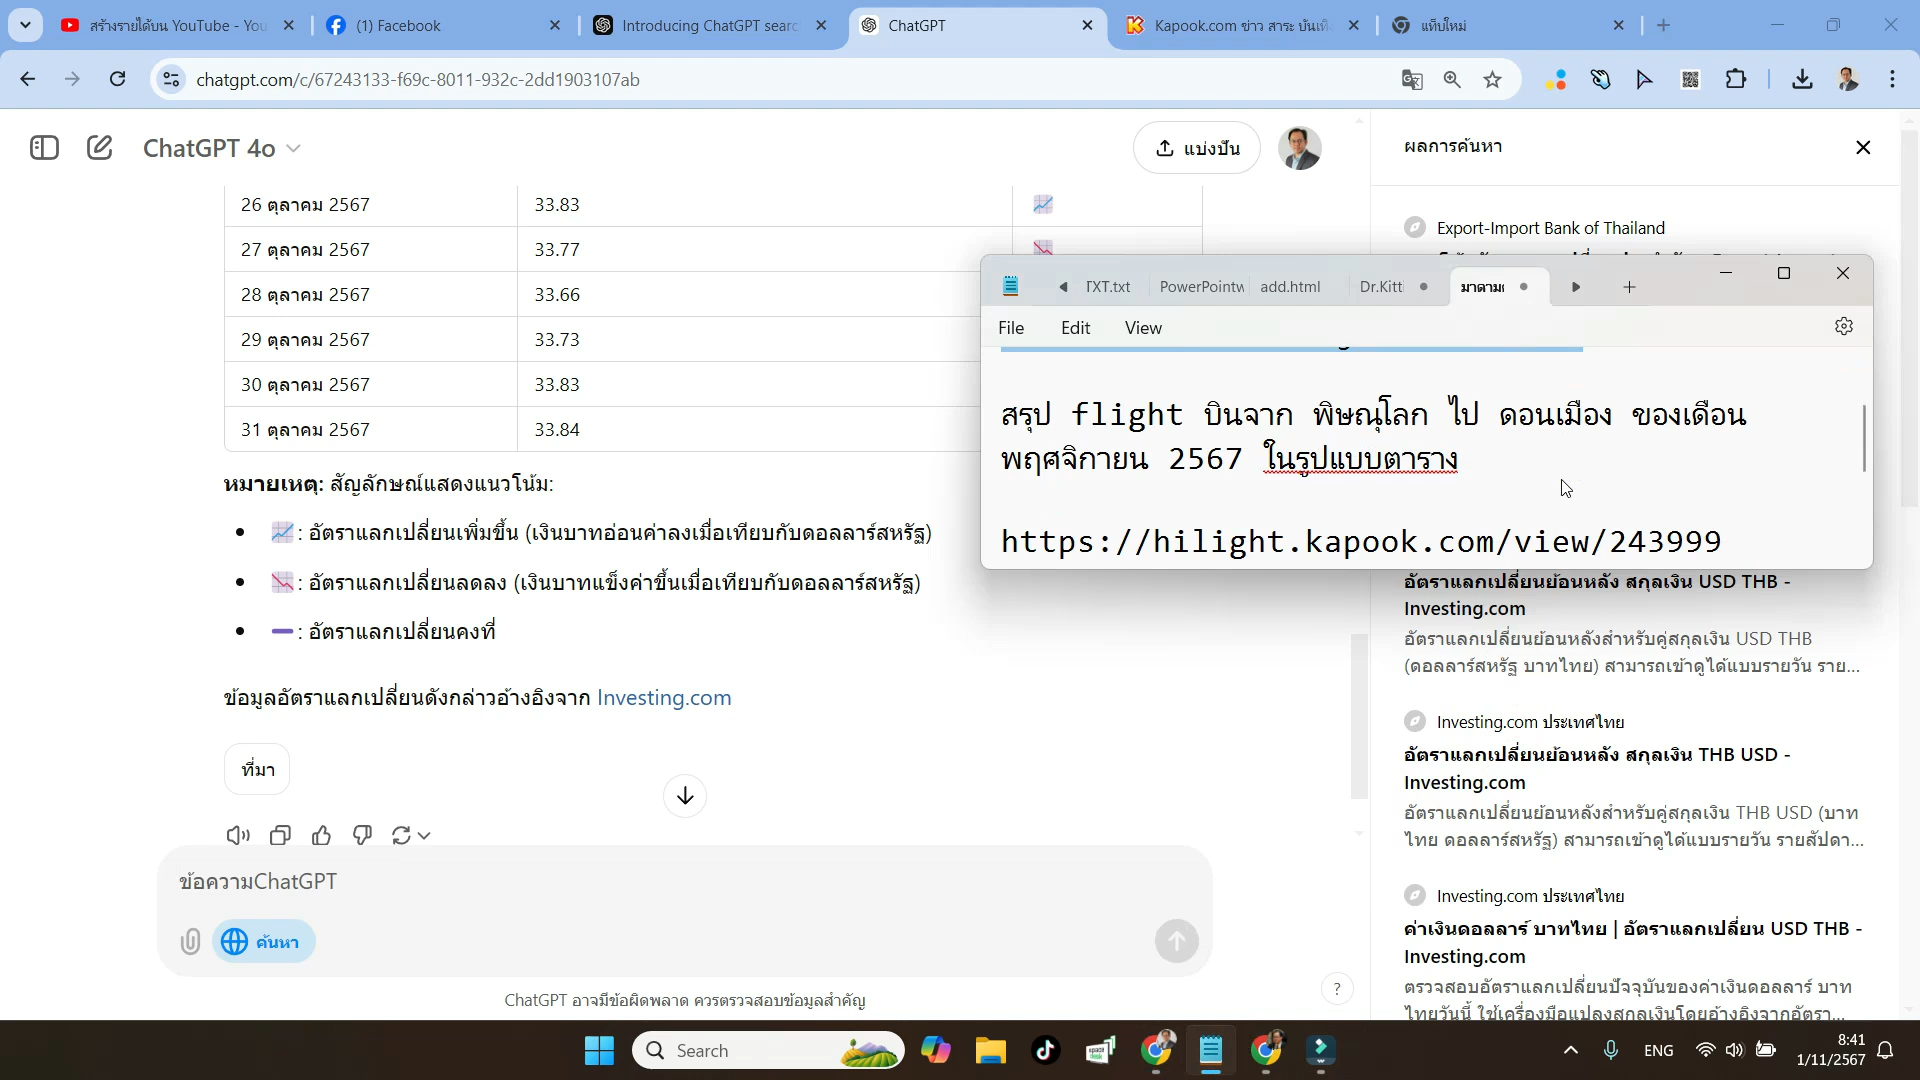 สร้างรายได้บน YouTube - You
(1) Facebook
Introducing ChatGPT searc
ChatGPT
Kapook.com ข่าว สาระ บันเทิ
แท็บใหม่
chatgpt.com/c/67243133-f69c-8011-932c-2dd1903107ab
ChatGPT 4o
แบ่งปัน
ผลการค้นหา
26 ตุลาคม 2567 33.83
27 ตุลาคม 2567 33.77
28 ตุลาคม 2567 33.66
29 ตุลาคม 2567 33.73
30 ตุลาคม 2567 33.83
31 ตุลาคม 2567 33.84
หมายเหตุ: สัญลักษณ์แสดงแนวโน้ม:
: อัตราแลกเปลี่ยนเพิ่มขึ้น (เงินบาทอ่อนค่าลงเมื่อเทียบกับดอลลาร์สหรัฐ)
: อัตราแลกเปลี่ยนลดลง (เงินบาทแข็งค่าขึ้นเมื่อเทียบกับดอลลาร์สหรัฐ)
: อัตราแลกเปลี่ยนคงที่
ข้อมูลอัตราแลกเปลี่ยนดังกล่าวอ้างอิงจาก Investing.com
ที่มา
ข้อความChatGPT
ค้นหา
ChatGPT อาจมีข้อผิดพลาด ควรตรวจสอบข้อมูลสำคัญ
?
Export-Import Bank of Thailand
TXT.txt
PowerPointw
add.html
Dr.Kitti
File
Edit
View
สรุป flight บินจาก พิษณุโลก ไป ดอนเมือง ของเดือน
พฤศจิกายน 2567 ในรูปแบบตาราง
https://hilight.kapook.com/view/243999
อัตราแลกเปลี่ยนย้อนหลัง สกุลเงิน USD THB -
Investing.com
อัตราแลกเปลี่ยนย้อนหลังสำหรับคู่สกุลเงิน USD THB
(ดอลลาร์สหรัฐ บาทไทย) สามารถเข้าดูได้แบบรายวัน ราย...
Investing.com ประเทศไทย
อัตราแลกเปลี่ยนย้อนหลัง สกุลเงิน THB USD -
Investing.com
อัตราแลกเปลี่ยนย้อนหลังสำหรับคู่สกุลเงิน THB USD (บาท
ไทย ดอลลาร์สหรัฐ) สามารถเข้าดูได้แบบรายวัน รายสัปดา...
Investing.com ประเทศไทย
ค่าเงินดอลลาร์ บาทไทย | อัตราแลกเปลี่ยน USD THB -
Investing.com
ตรวจสอบอัตราแลกเปลี่ยนปัจจุบันของค่าเงินดอลลาร์ บาท
ไทยวันนี้ ใช้เครื่องมือแปลงสกุลเงินโดยอ้างอิงจากอัตรา...
Search
ENG
8:41
1/11/2567